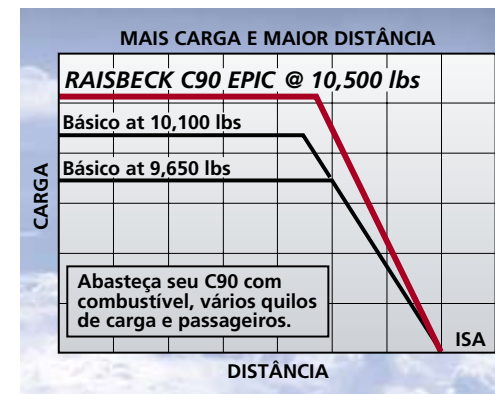 MAIS CARGA E MAIOR DISTÂNCIA
RAISBECK C90 EPIC @ 10,500 lbs
Básico at 10,100 lbs
Básico at 9,650 lbs
CARGA
Abasteça seu C90 com
combustível, vários quilos
de carga e passageiros.
ISA
DISTÂNCIA